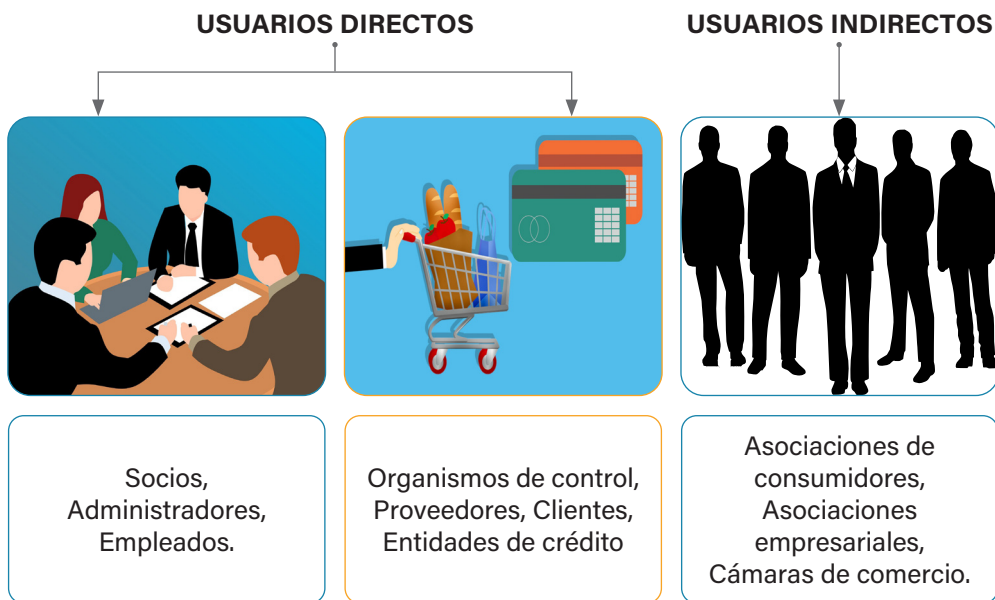 USUARIOS DIRECTOS
USUARIOS INDIRECTOS
Socios,
Administradores,
Empleados.
Organismos de control,
Proveedores, Clientes,
Entidades de crédito
Asociaciones de
consumidores,
Asociaciones
empresariales,
Cámaras de comercio.